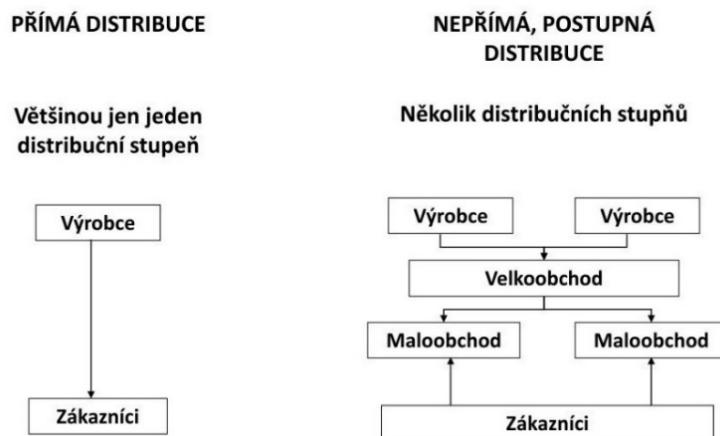 PŘÍMÁ DISTRIBUCE
Většinou jen jeden
distribuční stupeň
Výrobce
Zákazníci
NEPŘÍMÁ, POSTUPNÁ
DISTRIBUCE
Několik distribučních stupňů
Výrobce
Výrobce
Velkoobchod
Maloobchod
Maloobchod
Zákazníci